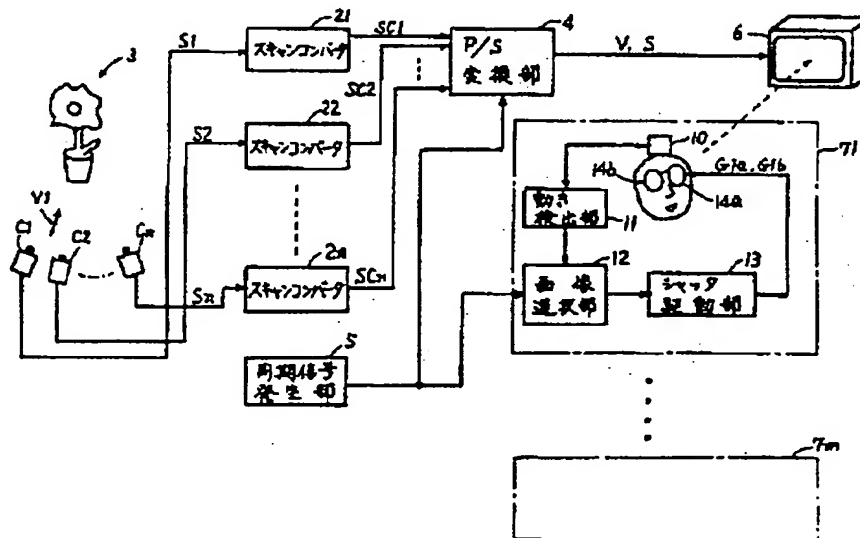 21
スキャンコンバータ
SC1
S1
3
4
P/S
変換部
V, S
6
22
スキャンコンバータ
SC2
S2
V1
C1
C2
Cn
2n
スキャンコンバータ
SCn
Sn
5
同期信号
発生部
10
14b
14a
G1a, G1b
71
動き
検出部
11
12
画像
選択部
13
シャッタ
駆動部
7m